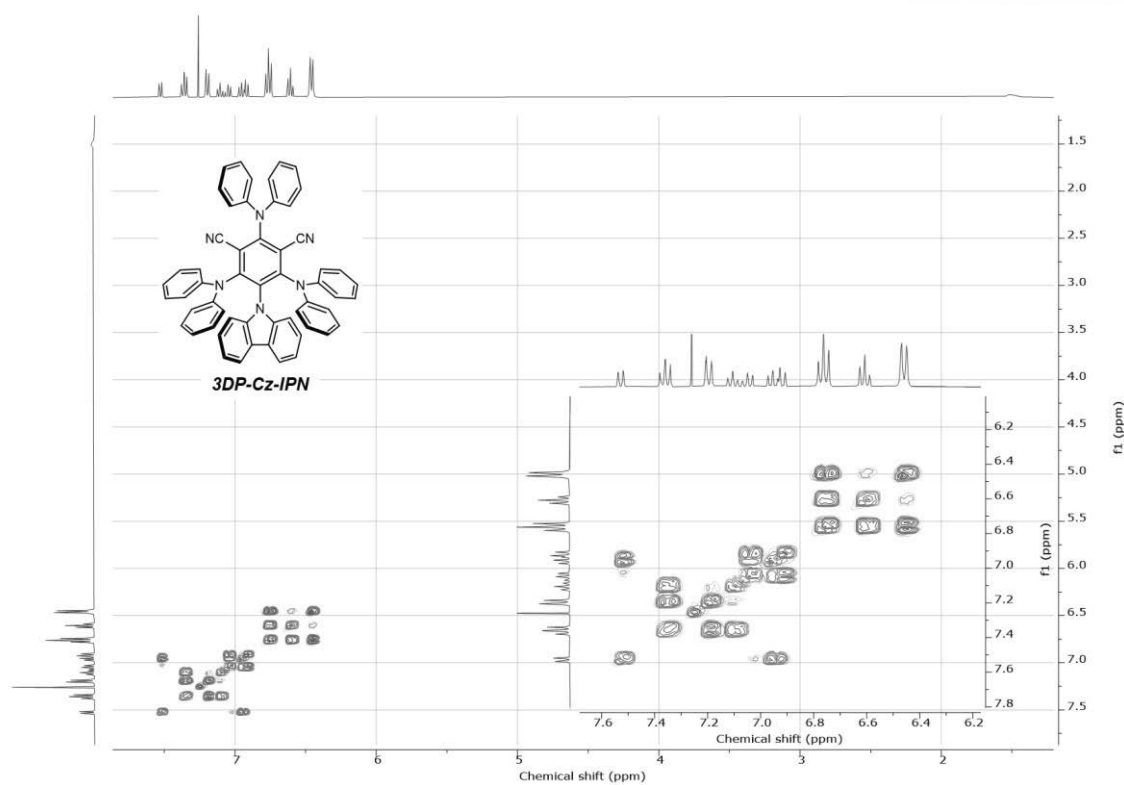 1.5
2.0
2.5
3.0
3.5
4.0
4.5
5.0
5.5
6.0
6.5
7.0
7.5
f1 (ppm)
N
NC
CN
N
N
N
3DP-Cz-IPN
6.2
6.4
6.6
6.8
7.0
7.2
7.4
7.6
7.8
f1 (ppm)
7.6 7.4 7.2 7.0 6.8 6.6 6.4 6.2
Chemical shift (ppm)
7 6 5 4 3 2
Chemical shift (ppm)